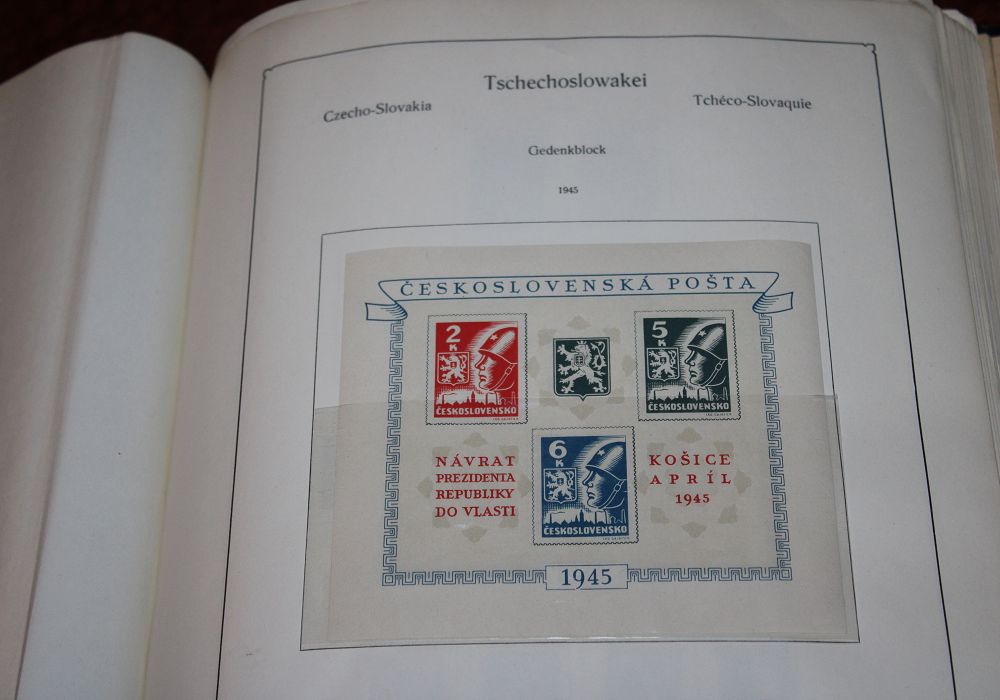 Tschechoslowakei
Czecho-Slovakia
Tchéco-Slovaquie
Gedenkblock
1945
ČESKOSLOVENSKÁ POŠTA
2
K
ČESKOSLOVENSKO
5
K
ČESKOSLOVENSKO
6
K
ČESKOSLOVENSKO
NÁVRAT
PREZIDENTA
REPUBLIKY
DO VLASTI
KOŠICE
APRÍL
1945
1945